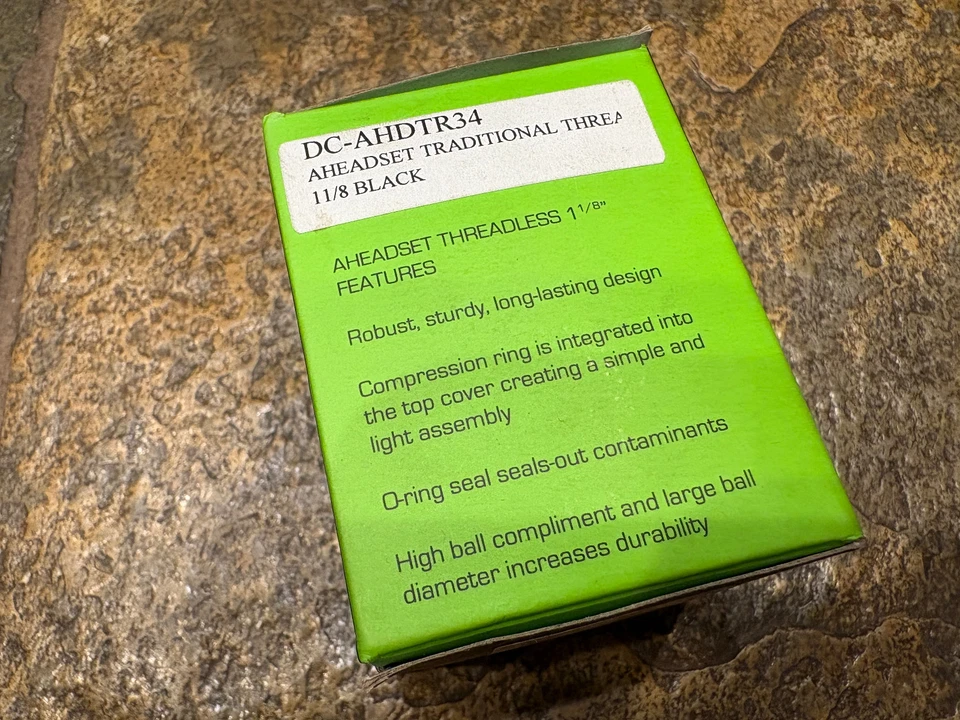 DC-AHDTR34
AHEADSET TRADITIONAL THREA
11/8 BLACK
AHEADSET THREADLESS 1 1/8"
FEATURES
Robust, sturdy, long-lasting design
Compression ring is integrated into
the top cover creating a simple and
light assembly
O-ring seal seals-out contaminants
High ball compliment and large ball
diameter increases durability